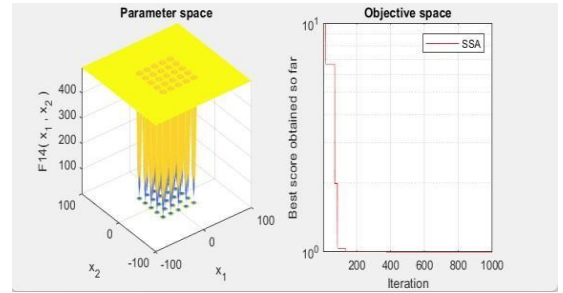 Parameter space
F14( x1 , x2 )
400
300
200
100
100
0
-100
x2
-100
0
100
x1
Objective space
Best score obtained so far
10^1
10^0
SSA
200 400 600 800 1000
Iteration